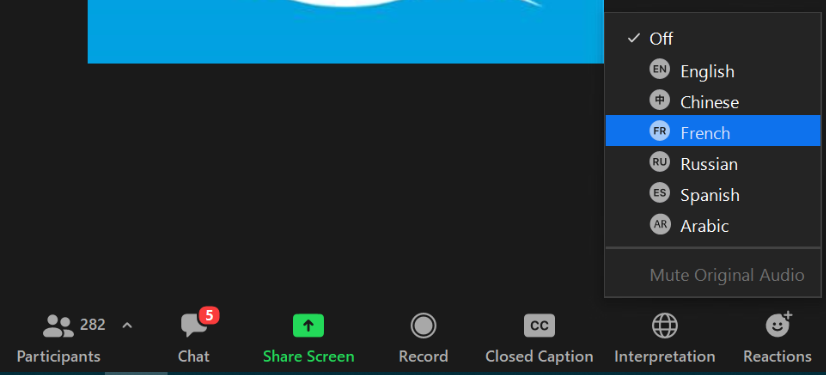 Off
EN English
中 Chinese
FR French
RU Russian
ES Spanish
AR Arabic
Mute Original Audio
282
5
CC
Participants
Chat
Share Screen
Record
Closed Caption
Interpretation
Reactions